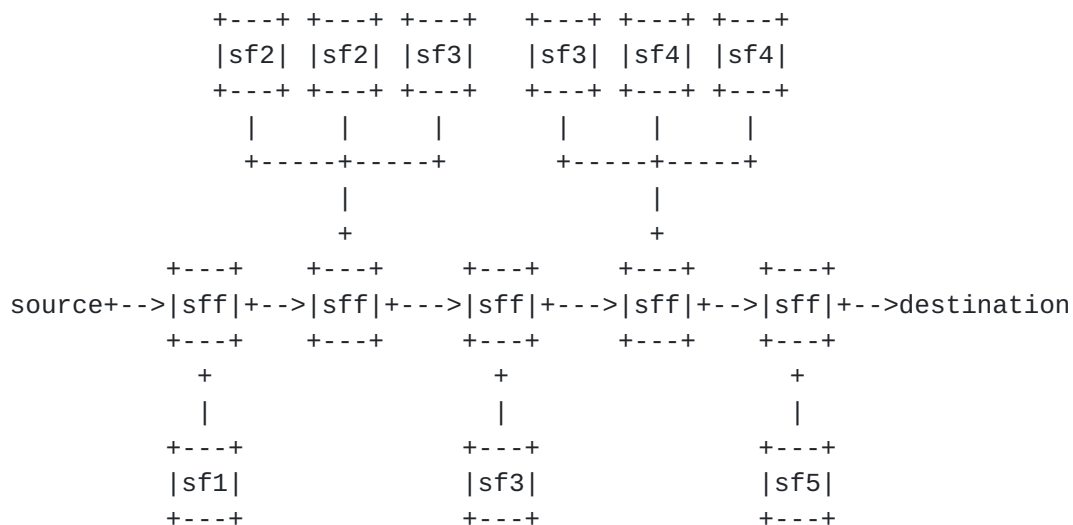 +---+ +---+ +---+   +---+ +---+ +---+
|sf2| |sf2| |sf3|   |sf3| |sf4| |sf4|
+---+ +---+ +---+   +---+ +---+ +---+
|     |     |       |     |     |
+-----+-----+       +-----+-----+
|                   |
+                   +
+---+    +---+     +---+     +---+    +---+
source+-->|sff|+-->|sff|+--->|sff|+--->|sff|+-->|sff|+-->destination
+---+    +---+     +---+     +---+    +---+
+                  +                  +
|                  |                  |
+---+              +---+              +---+
|sf1|              |sf3|              |sf5|
+---+              +---+              +---+